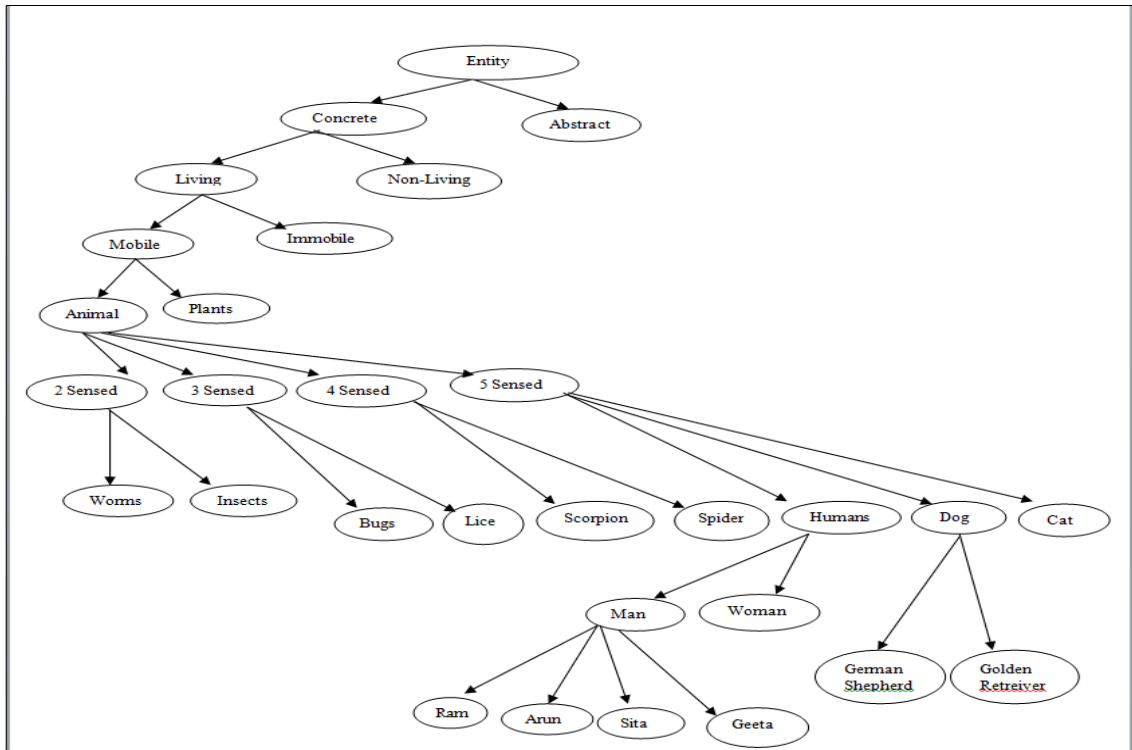 Entity
Concrete
Abstract
Living
Non-Living
Mobile
Immobile
Animal
Plants
2 Sensed
3 Sensed
4 Sensed
5 Sensed
Worms
Insects
Bugs
Lice
Scorpion
Spider
Humans
Dog
Cat
Man
Woman
German
Shepherd
Golden
Retreiver
Ram
Arun
Sita
Geeta